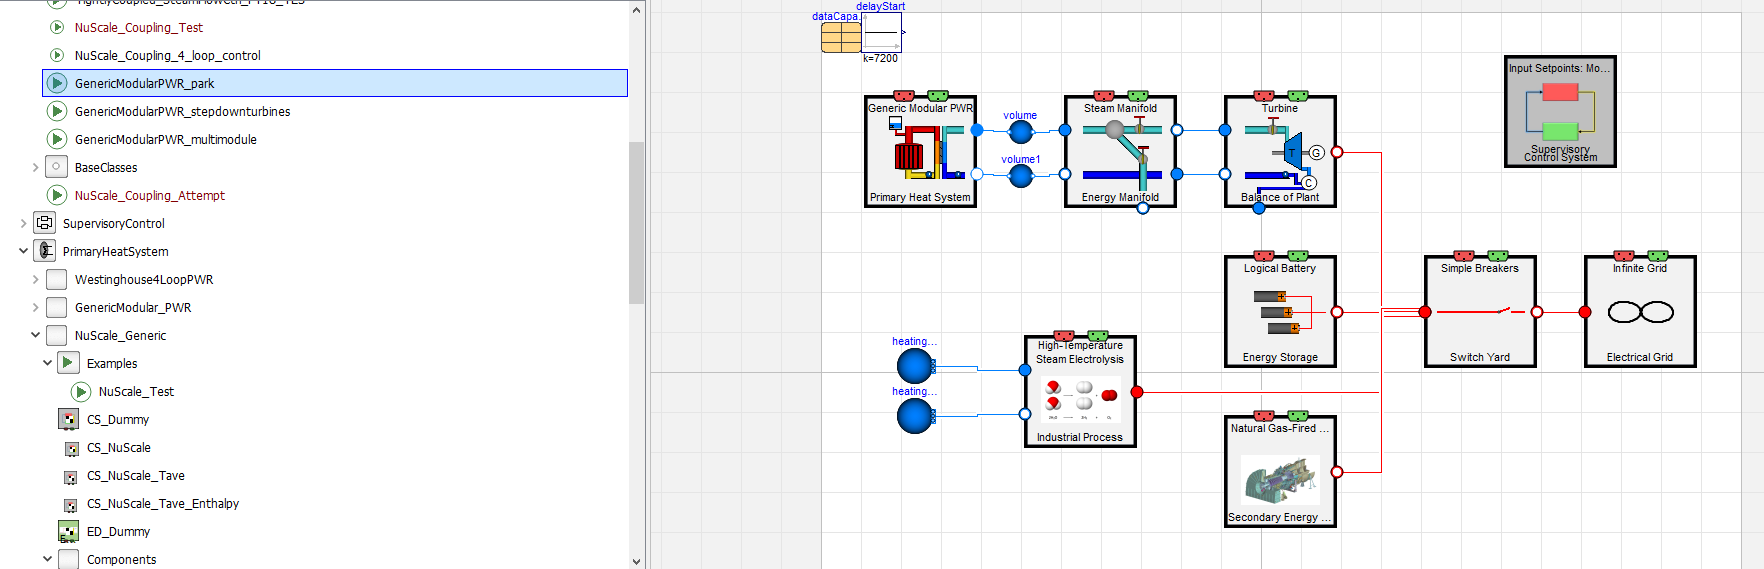 NuScale_Coupling_Test
NuScale_Coupling_4_loop_control
GenericModularPWR_park
GenericModularPWR_stepdownturbines
GenericModularPWR_multimodule
BaseClasses
NuScale_Coupling_Attempt
SupervisoryControl
PrimaryHeatSystem
Westinghouse4LoopPWR
GenericModular_PWR
NuScale_Generic
Examples
NuScale_Test
CS_Dummy
CS_NuScale
CS_NuScale_Tave
CS_NuScale_Tave_Enthalpy
ED_Dummy
Components
delayStart
dataCapa...
k=7200
Generic Modular PWR
Primary Heat System
volume
volume1
Steam Manifold
Energy Manifold
Turbine
T
G
C
Balance of Plant
Input Setpoints: Mo...
Supervisory
Control System
Logical Battery
Energy Storage
Simple Breakers
Switch Yard
Infinite Grid
Electrical Grid
heating...
heating...
High-Temperature
Steam Electrolysis
Industrial Process
Natural Gas-Fired ...
Secondary Energy ...